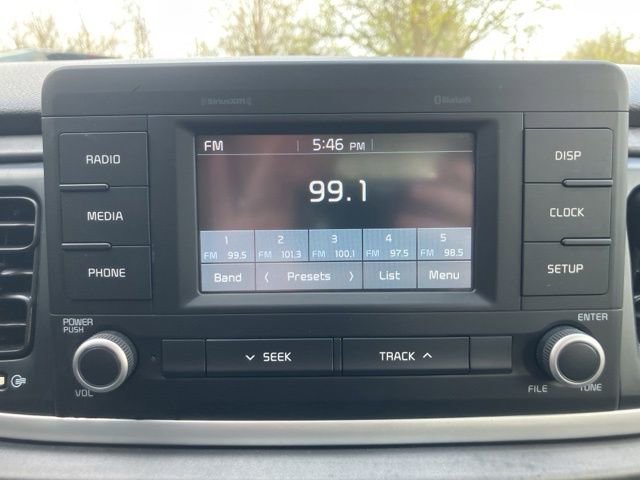 SiriusXM Bluetooth
RADIO
MEDIA
PHONE
FM 5:46 PM
99.1
1 2 3 4 5
FM 99.5 FM 101.3 FM 100.1 FM 97.5 FM 98.5
Band < Presets > List Menu
DISP
CLOCK
SETUP
POWER
PUSH
VOL
SEEK
TRACK
ENTER
FILE TUNE